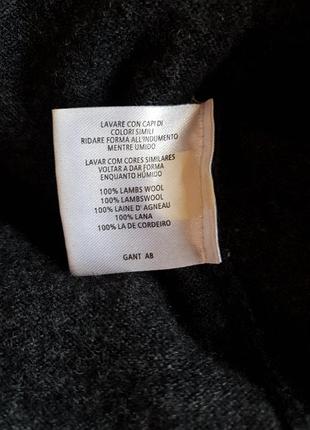 LAVARE CON CAPI DI
COLORI SIMILI
RIDARE FORMA ALL'INDUMENTO
MENTRE UMIDO
LAVAR COM CORES SIMILARES
VOLTAR A DAR FORMA
ENQUANTO HÚMIDO
100% LAMBS WOOL
100% LAMBSWOOL
100% LAINE D' AGNEAU
100% LANA
100% LA DE CORDEIRO
GANT AB